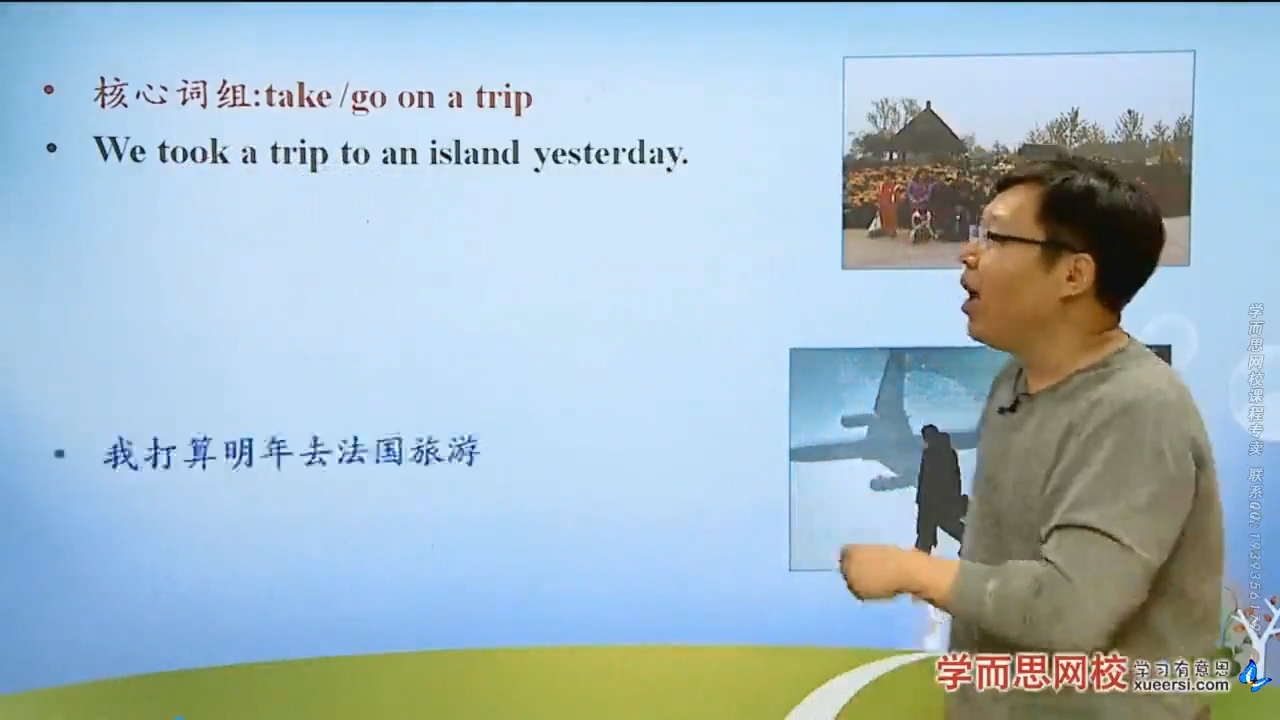 • 核心词组:take/go on a trip
• We took a trip to an island yesterday.
▪ 我打算明年去法国旅游
学而思网校课程专卖 联系QQ:1939356179
学而思网校
学习有意思
xueersi.com